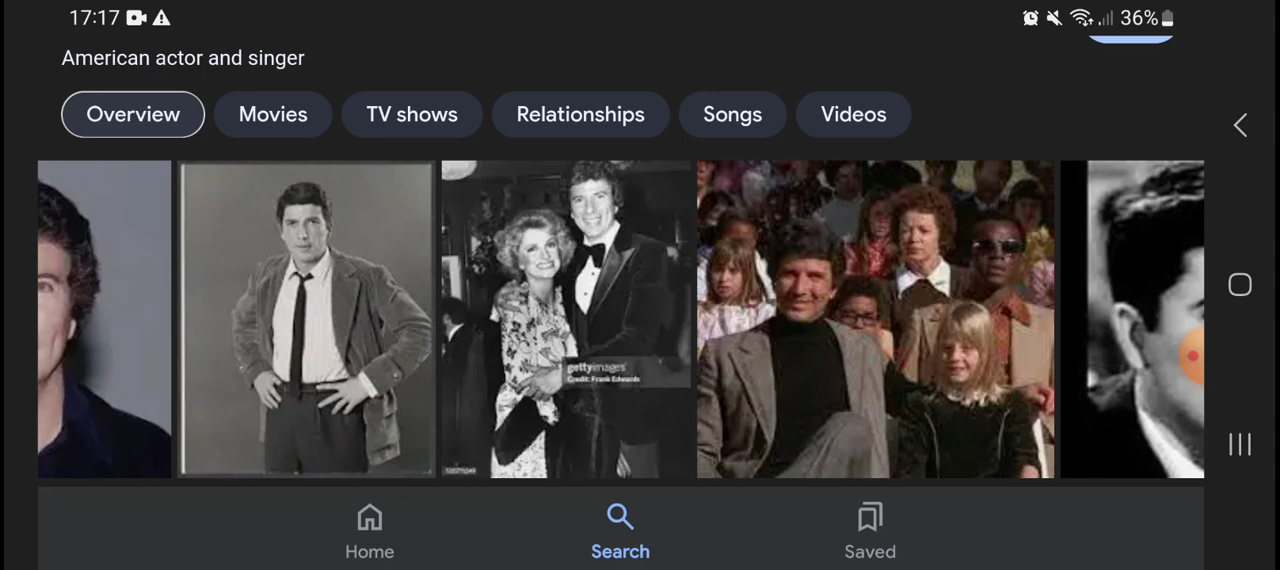 17:17
36%
American actor and singer
Overview
Movies
TV shows
Relationships
Songs
Videos
gettyimages
Credit: Frank Edwards
Home
Search
Saved